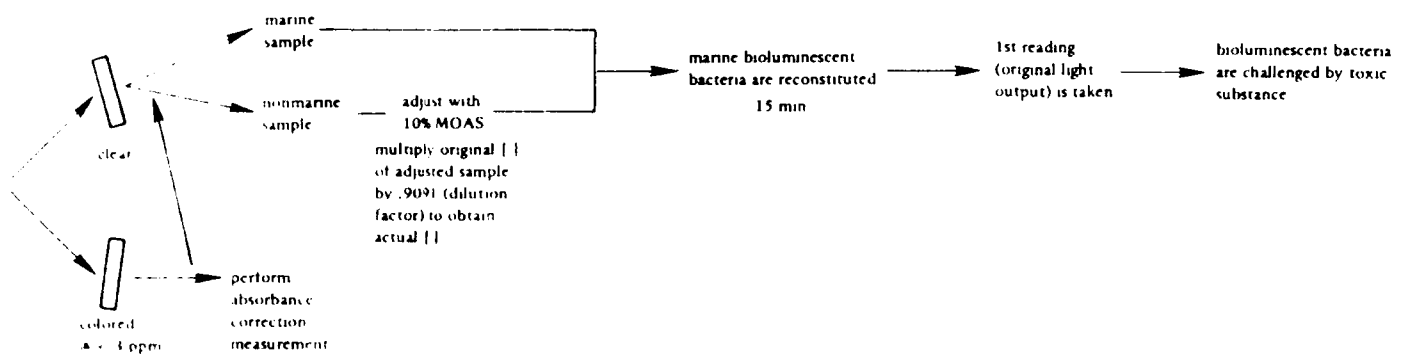 marine
sample
nonmarine
sample
clear
adjust with
10% MOAS
multiply original [ ]
of adjusted sample
by .9091 (dilution
factor) to obtain
actual [ ]
marine bioluminescent
bacteria are reconstituted
15 min
1st reading
(original light
output) is taken
bioluminescent bacteria
are challenged by toxic
substance
colored
ppm
perform
absorbance
correction
measurement